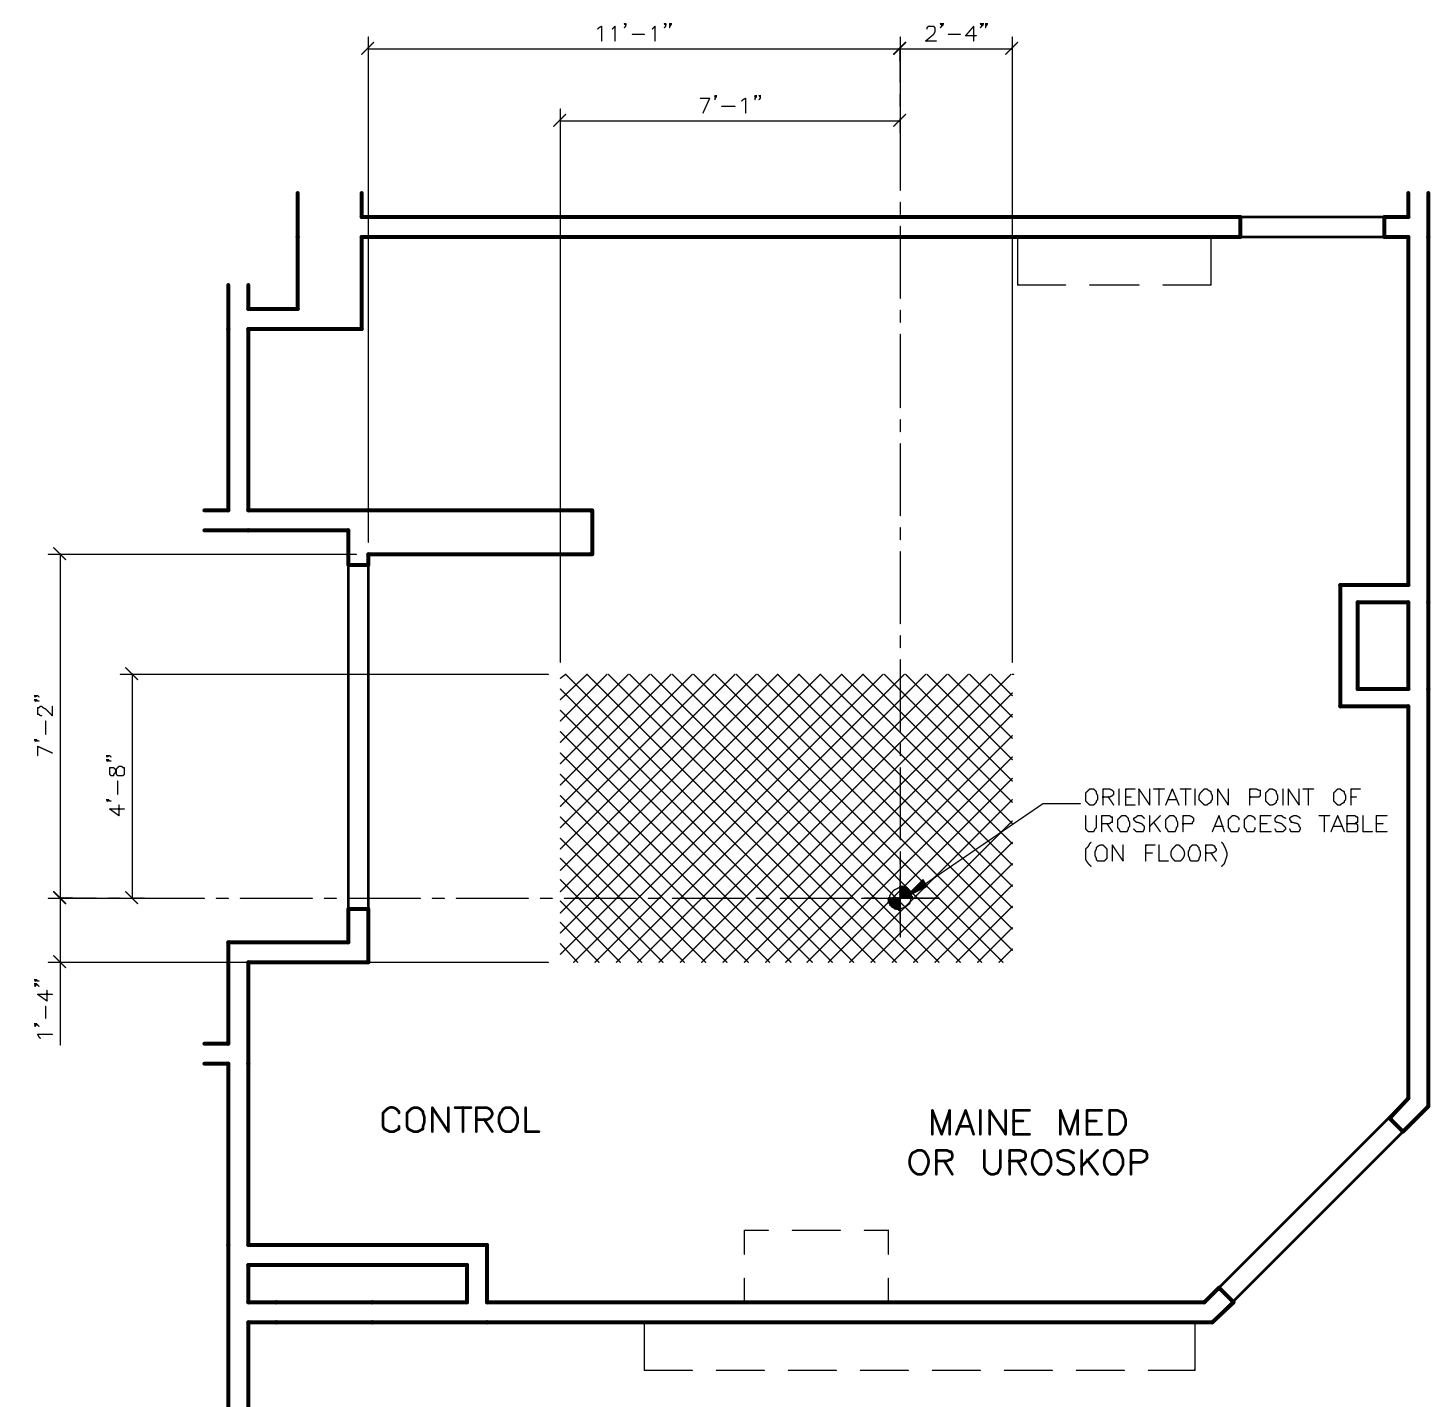 11'-1"
2'-4"
7'-1"
7'-2"
4'-8"
ORIENTATION POINT OF
UROSKOP ACCESS TABLE
(ON FLOOR)
1'-4"
CONTROL
MAINE MED
OR UROSKOP